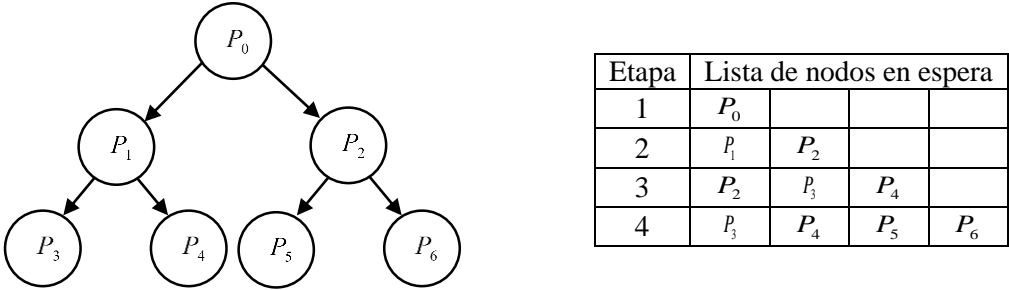 P₀
P₁ P₂
P₃ P₄ P₅ P₆
Etapa Lista de nodos en espera
1 P₀
2 P₁ P₂
3 P₂ P₃ P₄
4 P₃ P₄ P₅ P₆